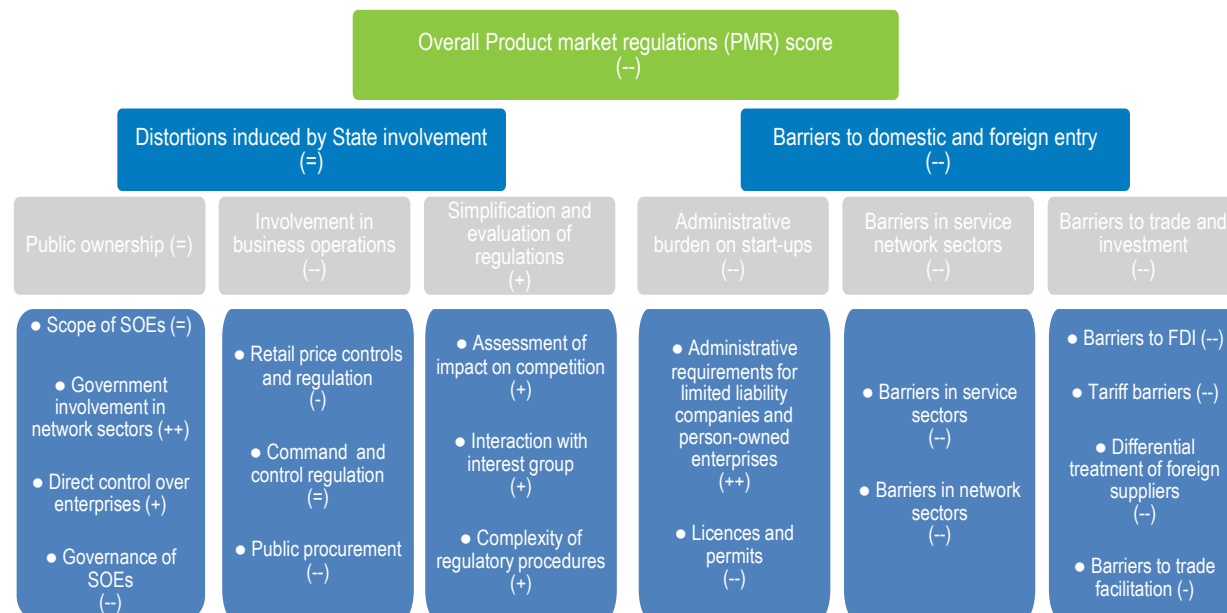 Overall Product market regulations (PMR) score
(--)
Distortions induced by State involvement
(=)
Barriers to domestic and foreign entry
(--)
Public ownership (=)
Involvement in
business operations
(--)
Simplification and
evaluation of
regulations
(+)
Administrative
burden on start-ups
(--)
Barriers in service
network sectors
(--)
Barriers to trade and
investment
(--)
● Scope of SOEs (=)
● Government
involvement in
network sectors (++)
● Direct control over
enterprises (+)
● Governance of
SOEs
(--)
● Retail price controls
and regulation
(-)
● Command and
control regulation
(=)
● Public procurement
(--)
● Assessment of
impact on competition
(+)
● Interaction with
interest group
(+)
● Complexity of
regulatory procedures
(+)
● Administrative
requirements for
limited liability
companies and
person-owned
enterprises
(++)
● Licences and
permits
(--)
● Barriers in service
sectors
(--)
● Barriers in network
sectors
(--)
● Barriers to FDI (--)
● Tariff barriers (--)
● Differential
treatment of foreign
suppliers
(--)
● Barriers to trade
facilitation (-)